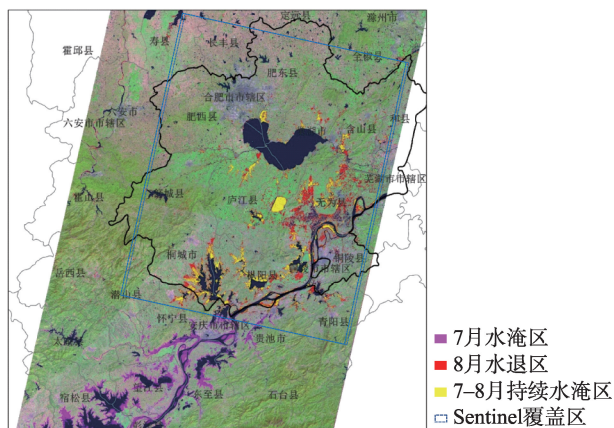 定远县
滁州市
寿县
长丰县
霍邱县
全椒县
肥东县
合肥市市辖区
六安市
六安市市辖区
肥西县
含山县
和县
芜湖市市辖区
舒城县
霍山县
庐江县
无为县
桐城市
铜陵县
岳西县
枞阳县
潜山县
怀宁县
安庆市市辖区
青阳县
贵池市
太湖县
望江县
东至县
石台县
宿松县
7月水淹区
8月水退区
7–8月持续水淹区
Sentinel覆盖区